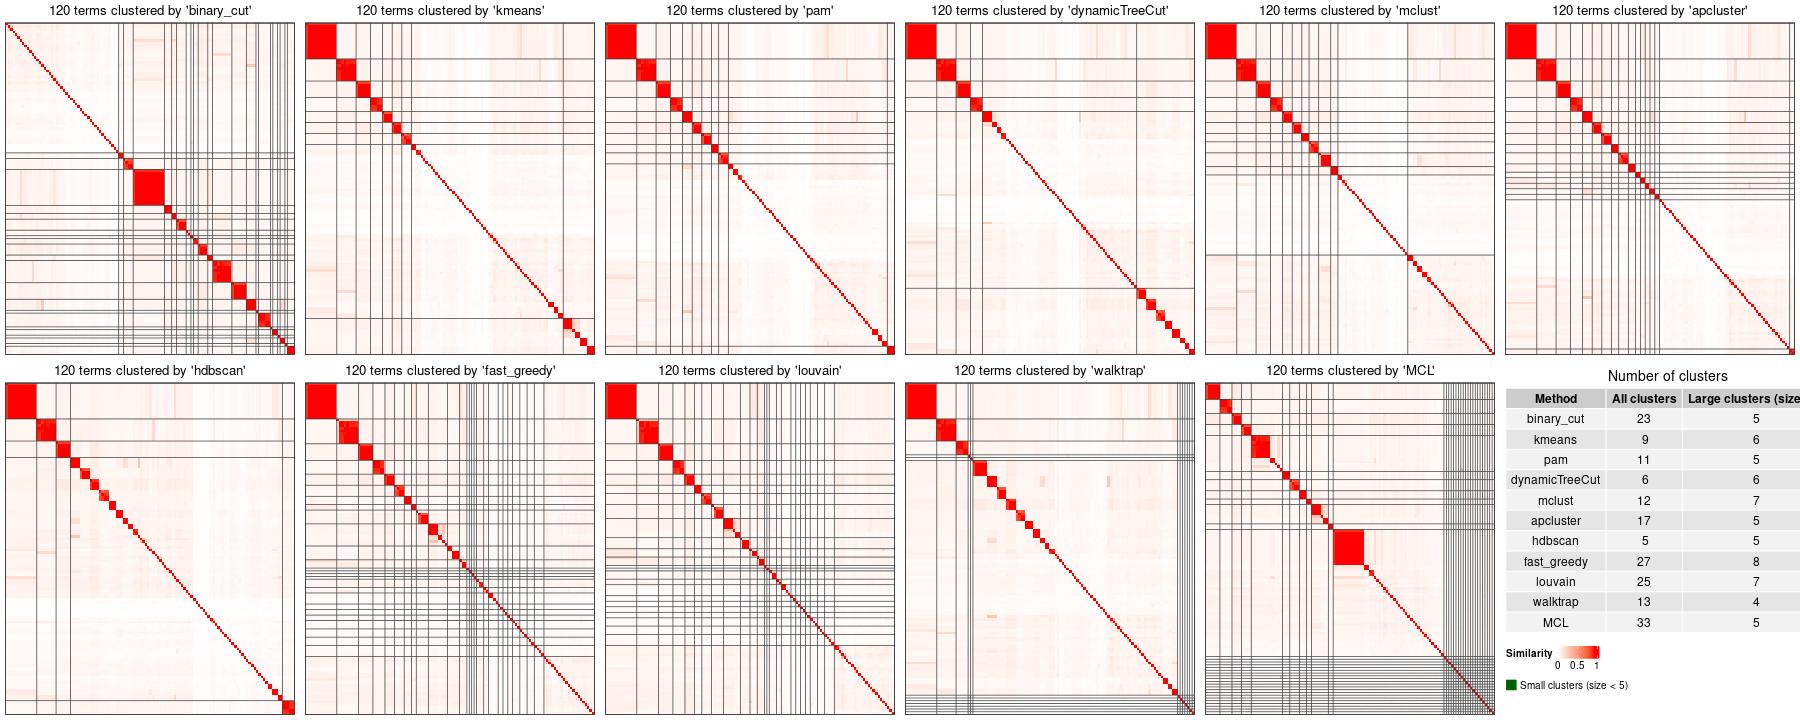 120 terms clustered by 'binary_cut'
120 terms clustered by 'kmeans'
120 terms clustered by 'pam'
120 terms clustered by 'dynamicTreeCut'
120 terms clustered by 'mclust'
120 terms clustered by 'apcluster'
120 terms clustered by 'hdbscan'
120 terms clustered by 'fast_greedy'
120 terms clustered by 'louvain'
120 terms clustered by 'walktrap'
120 terms clustered by 'MCL'
Number of clusters
Method All clusters Large clusters (size
binary_cut 23 5
kmeans 9 6
pam 11 5
dynamicTreeCut 6 6
mclust 12 7
apcluster 17 5
hdbscan 5 5
fast_greedy 27 8
louvain 25 7
walktrap 13 4
MCL 33 5
Similarity
0 0.5 1
Small clusters (size < 5)